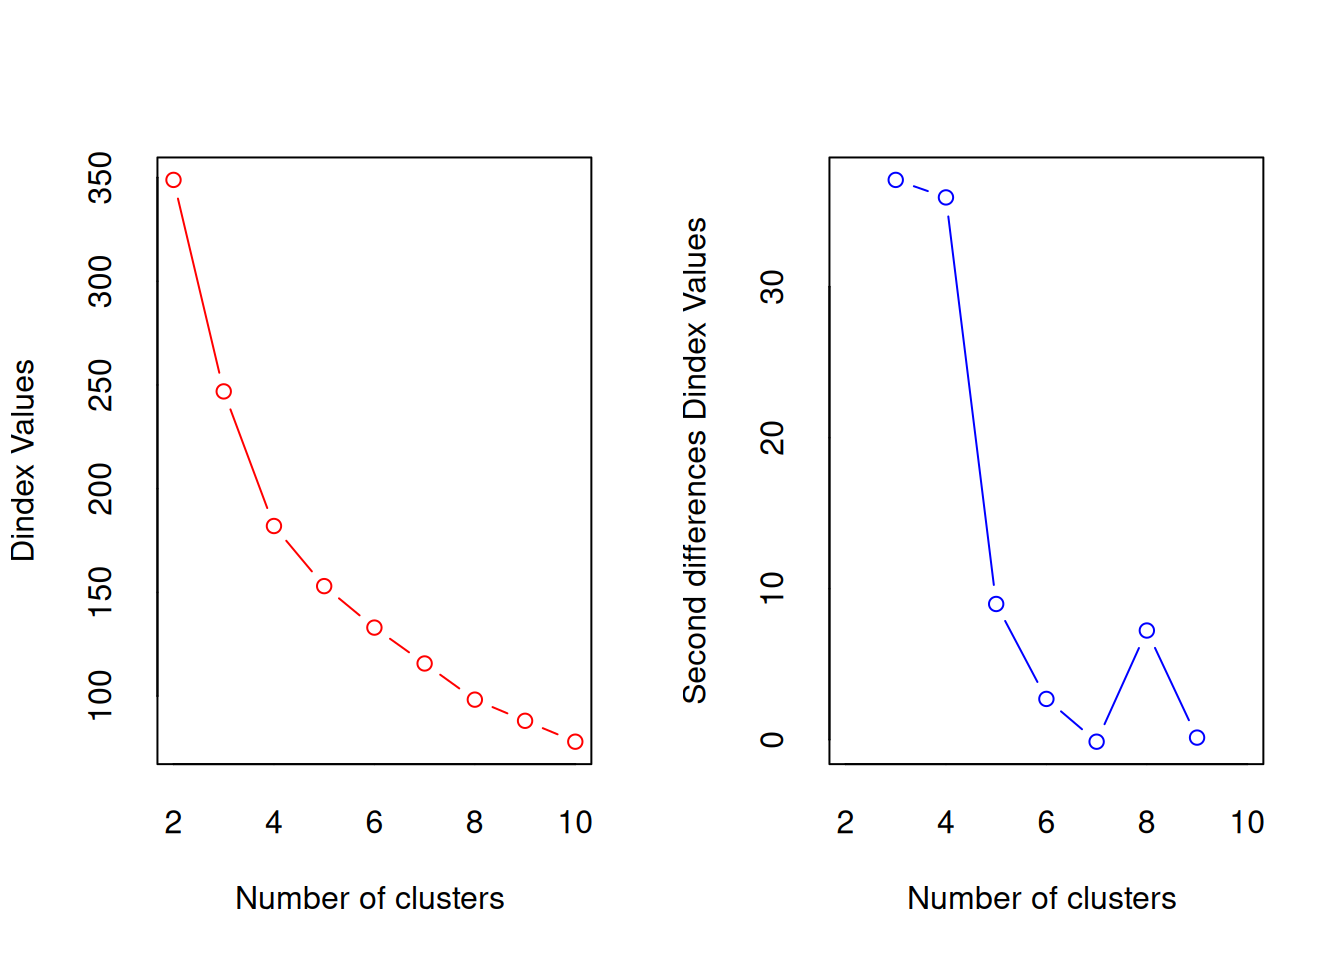 Dindex Values
350
300
250
200
150
100
2 4 6 8 10
Number of clusters
Second differences Dindex Values
30
20
10
0
2 4 6 8 10
Number of clusters